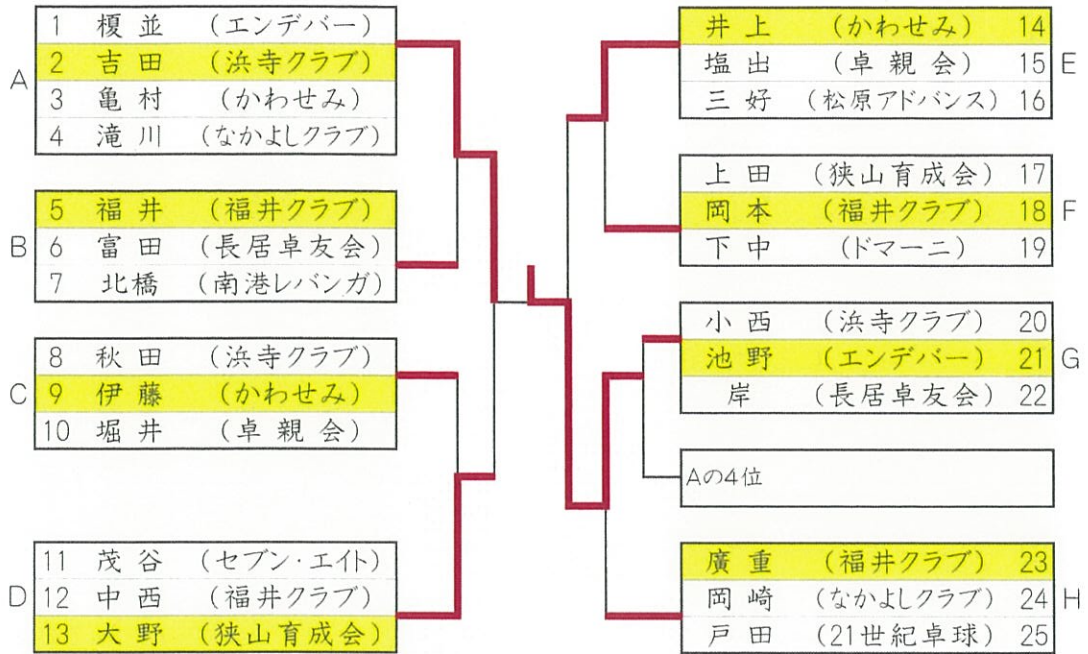 A
1 榎並 (エンデバー)
2 吉田 (浜寺クラブ)
3 亀村 (かわせみ)
4 滝川 (なかよしクラブ)
B
5 福井 (福井クラブ)
6 富田 (長居卓友会)
7 北橋 (南港レバンガ)
C
8 秋田 (浜寺クラブ)
9 伊藤 (かわせみ)
10 堀井 (卓親会)
D
11 茂谷 (セブン・エイト)
12 中西 (福井クラブ)
13 大野 (狭山育成会)
井上 (かわせみ) 14
塩出 (卓親会) 15
三好 (松原アドバンス) 16
E
上田 (狭山育成会) 17
岡本 (福井クラブ) 18
下中 (ドマーニ) 19
F
小西 (浜寺クラブ) 20
池野 (エンデバー) 21
岸 (長居卓友会) 22
G
Aの4位
廣重 (福井クラブ) 23
岡崎 (なかよしクラブ) 24
戸田 (21世紀卓球) 25
H